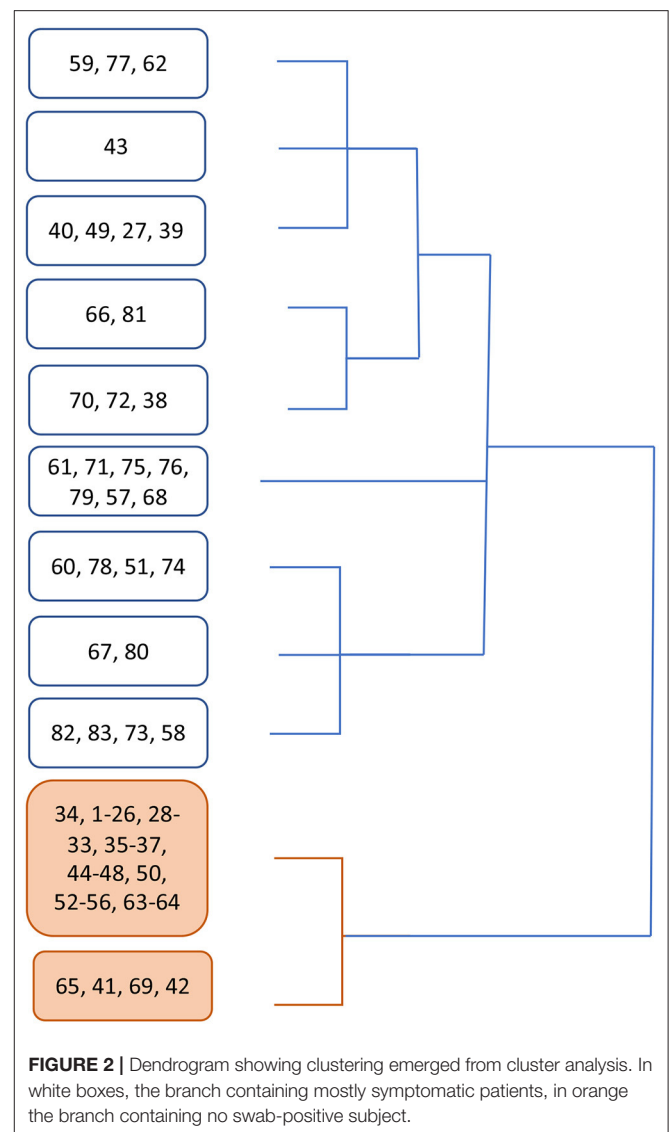 59, 77, 62
43
40, 49, 27, 39
66, 81
70, 72, 38
61, 71, 75, 76,
79, 57, 68
60, 78, 51, 74
67, 80
82, 83, 73, 58
34, 1-26, 28-
33, 35-37,
44-48, 50,
52-56, 63-64
65, 41, 69, 42
FIGURE 2 | Dendrogram showing clustering emerged from cluster analysis. In
white boxes, the branch containing mostly symptomatic patients, in orange
the branch containing no swab-positive subject.